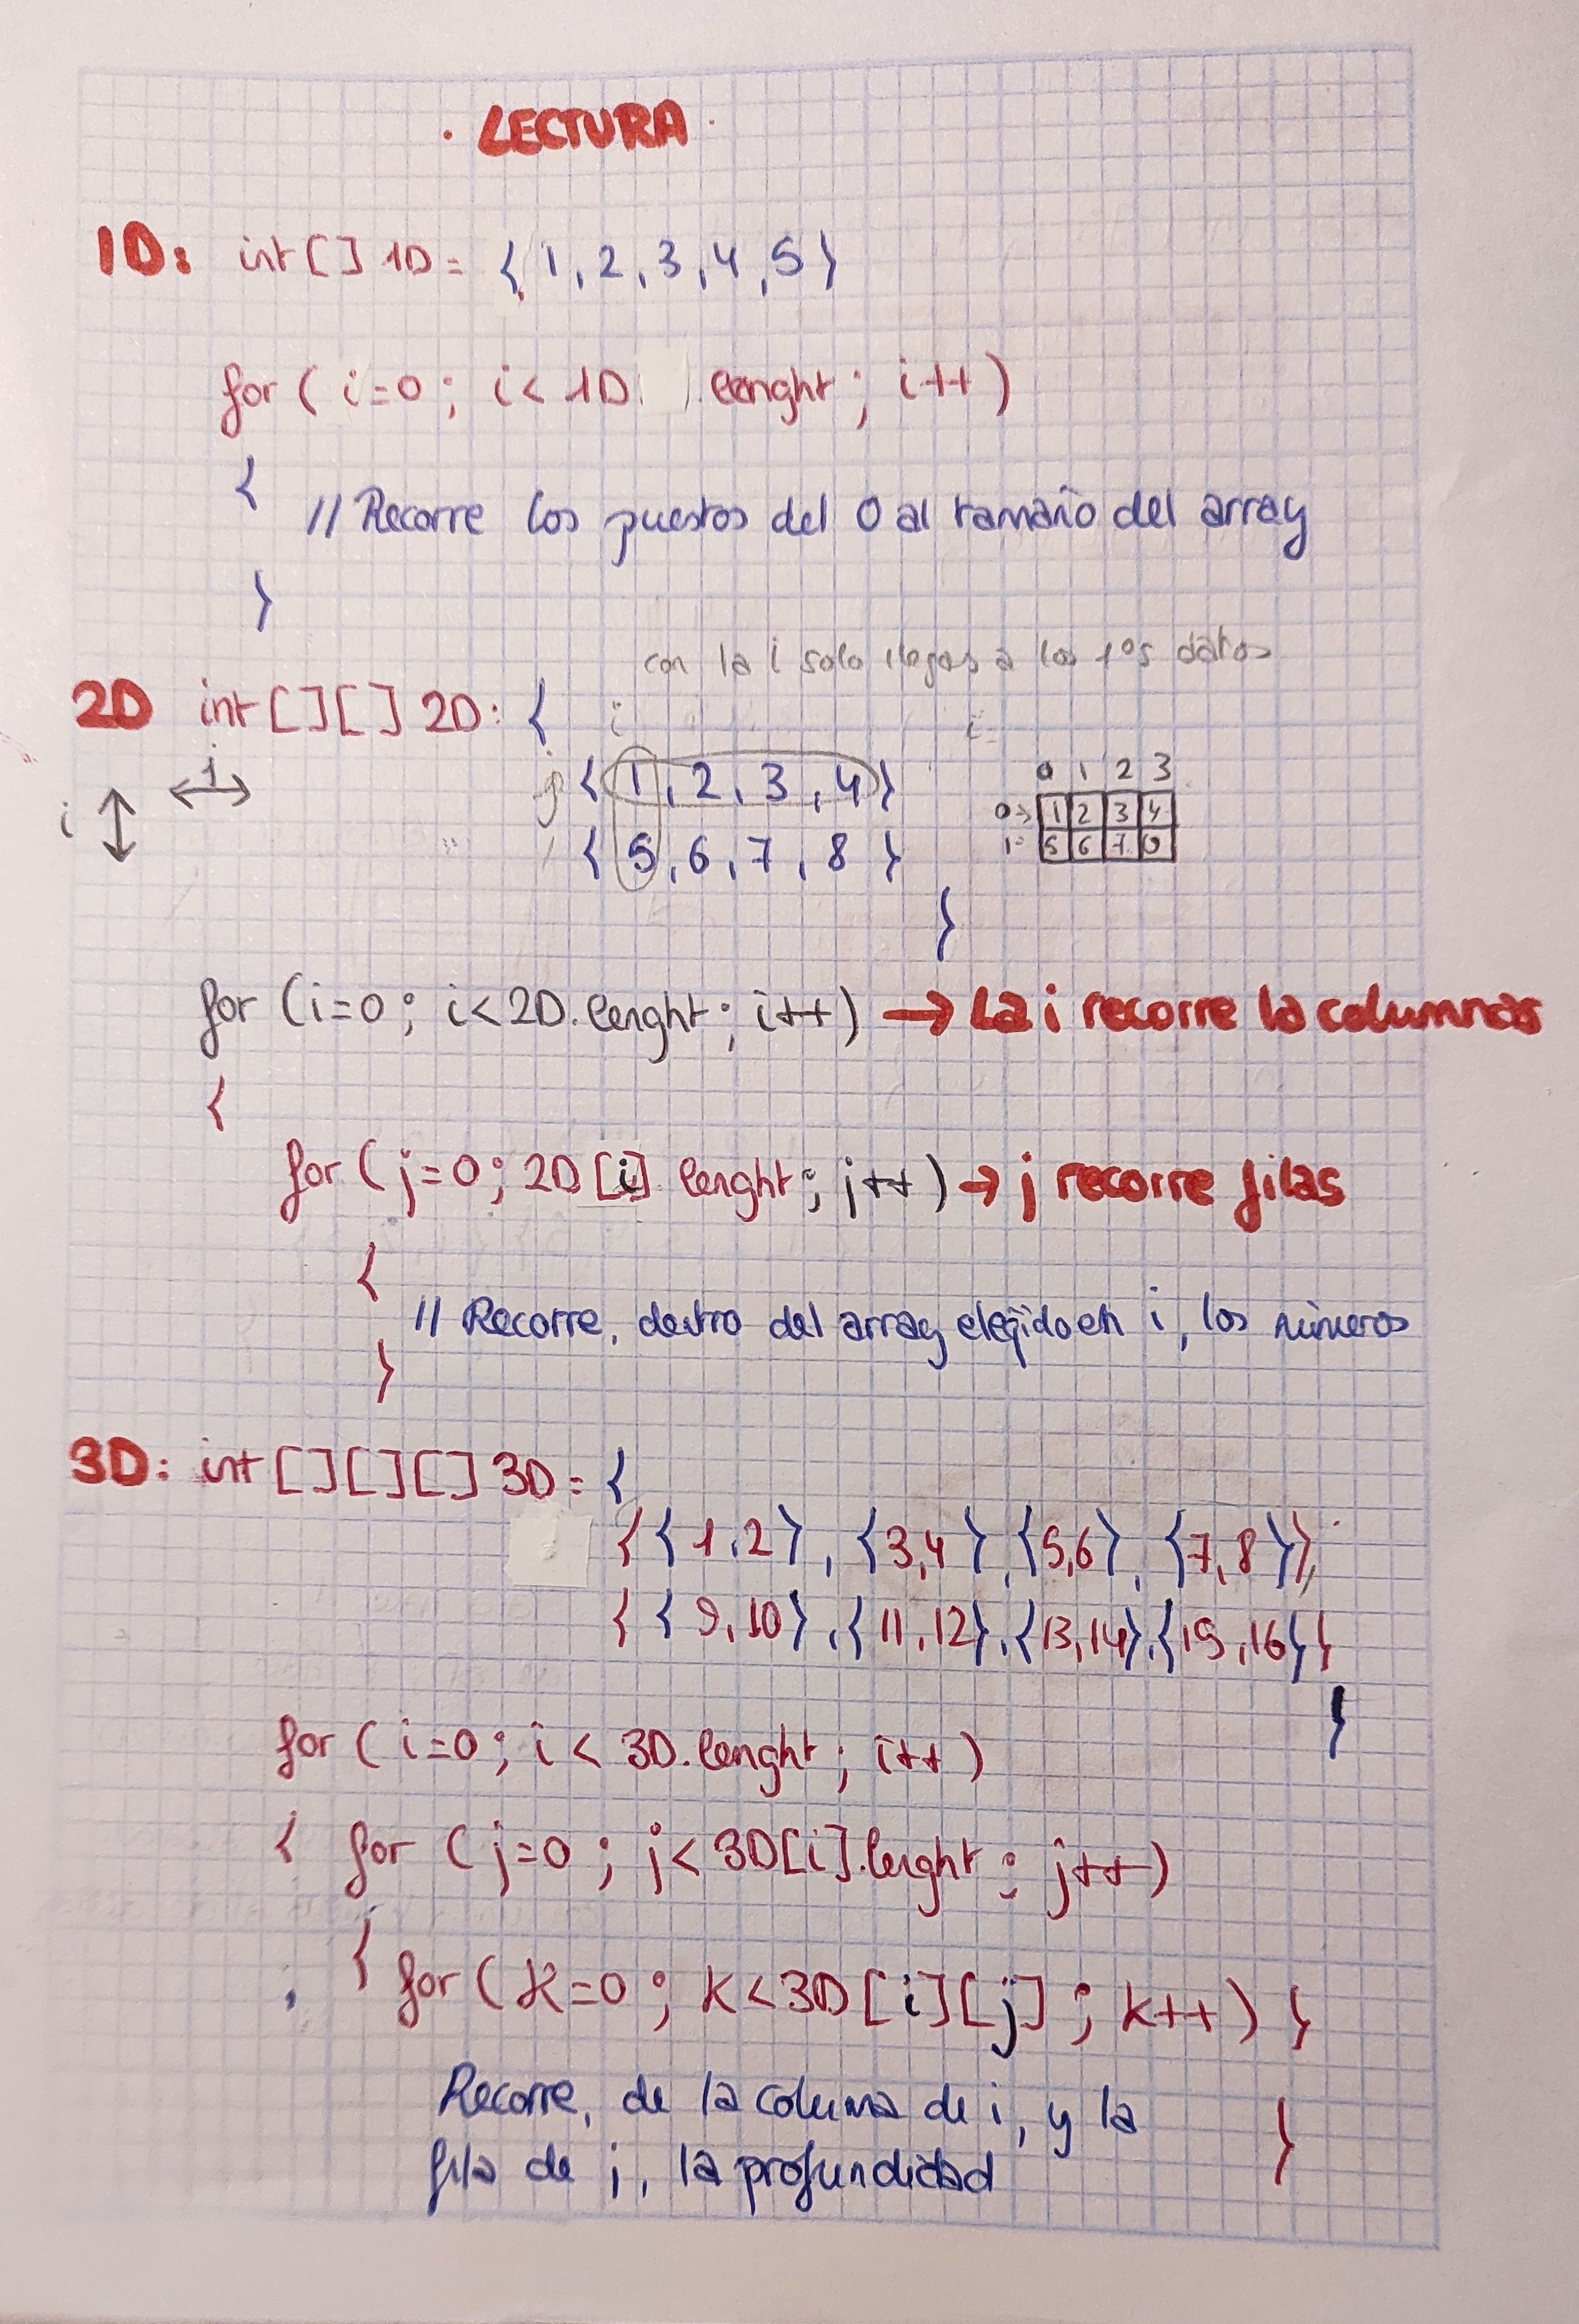 . LECTURA .
1D: int [ ] 1D = { 1, 2, 3, 4, 5 }
for ( i=0 ; i < 1D. lenght ; i++ )
{
// Recorre los puestos del 0 al tamaño del array
}
con la i solo llegas a los 1os datos
2D int [ ] [ ] 2D : {
i
i=
j
i
j { 1, 2, 3, 4 }
{ 5, 6, 7, 8 }
}
0 1 2 3
0→ 1 2 3 4
1= 5 6 7 8
for (i=0 ; i<2D. lenght ; i++) → La i recorre la columnas
{
for ( j=0 ; 2D [i] lenght ; j++ ) → j recorre filas
{
// Recorre, dentro del array elegido en i, los números
}
3D: int [ ] [ ] [ ] 3D = {
{ { 1, 2 }, { 3,4 }, { 5,6 }, { 7, 8 } },
{ { 9, 10 }, { 11, 12 }, { 13, 14 }, { 15, 16 } }
}
for ( i=0 ; i < 3D. lenght ; i++ )
{ for ( j=0 ; j < 3D[i]. lenght ; j++ )
{ for ( k=0 ; k < 3D [i] [j] ; k++ ) }
Recorre, de la columna de i, y la
fila de j, la profundidad
}